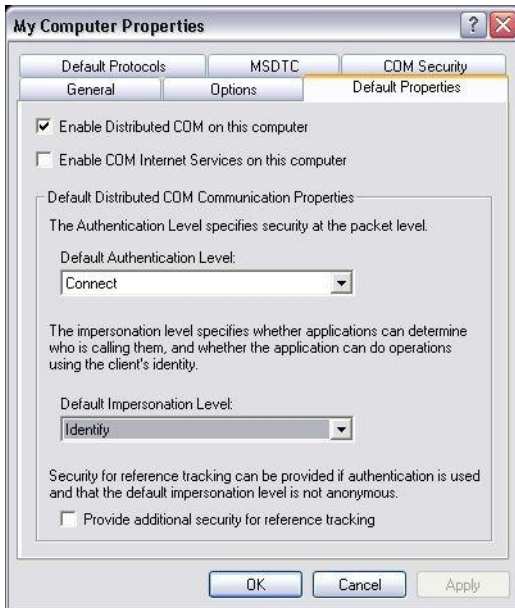 My Computer Properties
Default Protocols MSDTC COM Security
General Options Default Properties
Enable Distributed COM on this computer
Enable COM Internet Services on this computer
Default Distributed COM Communication Properties
The Authentication Level specifies security at the packet level.
Default Authentication Level:
Connect
The impersonation level specifies whether applications can determine
who is calling them, and whether the application can do operations
using the client's identity.
Default Impersonation Level:
Identify
Security for reference tracking can be provided if authentication is used
and that the default impersonation level is not anonymous.
Provide additional security for reference tracking
OK Cancel Apply